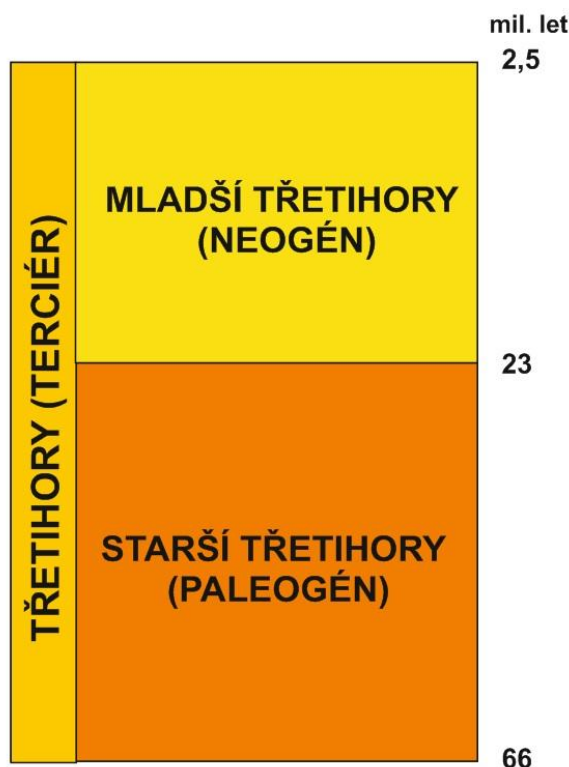 mil. let
2,5
TŘETIHORY (TERCIÉR)
MLADŠÍ TŘETIHORY
(NEOGÉN)
23
STARŠÍ TŘETIHORY
(PALEOGÉN)
66